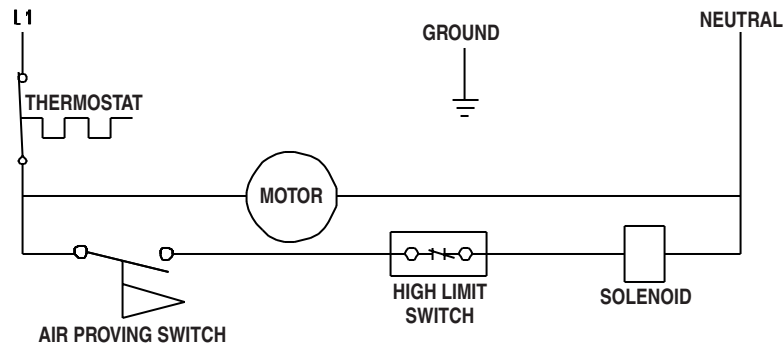 L1
NEUTRAL
GROUND
THERMOSTAT
MOTOR
HIGH LIMIT
SWITCH
SOLENOID
AIR PROVING SWITCH